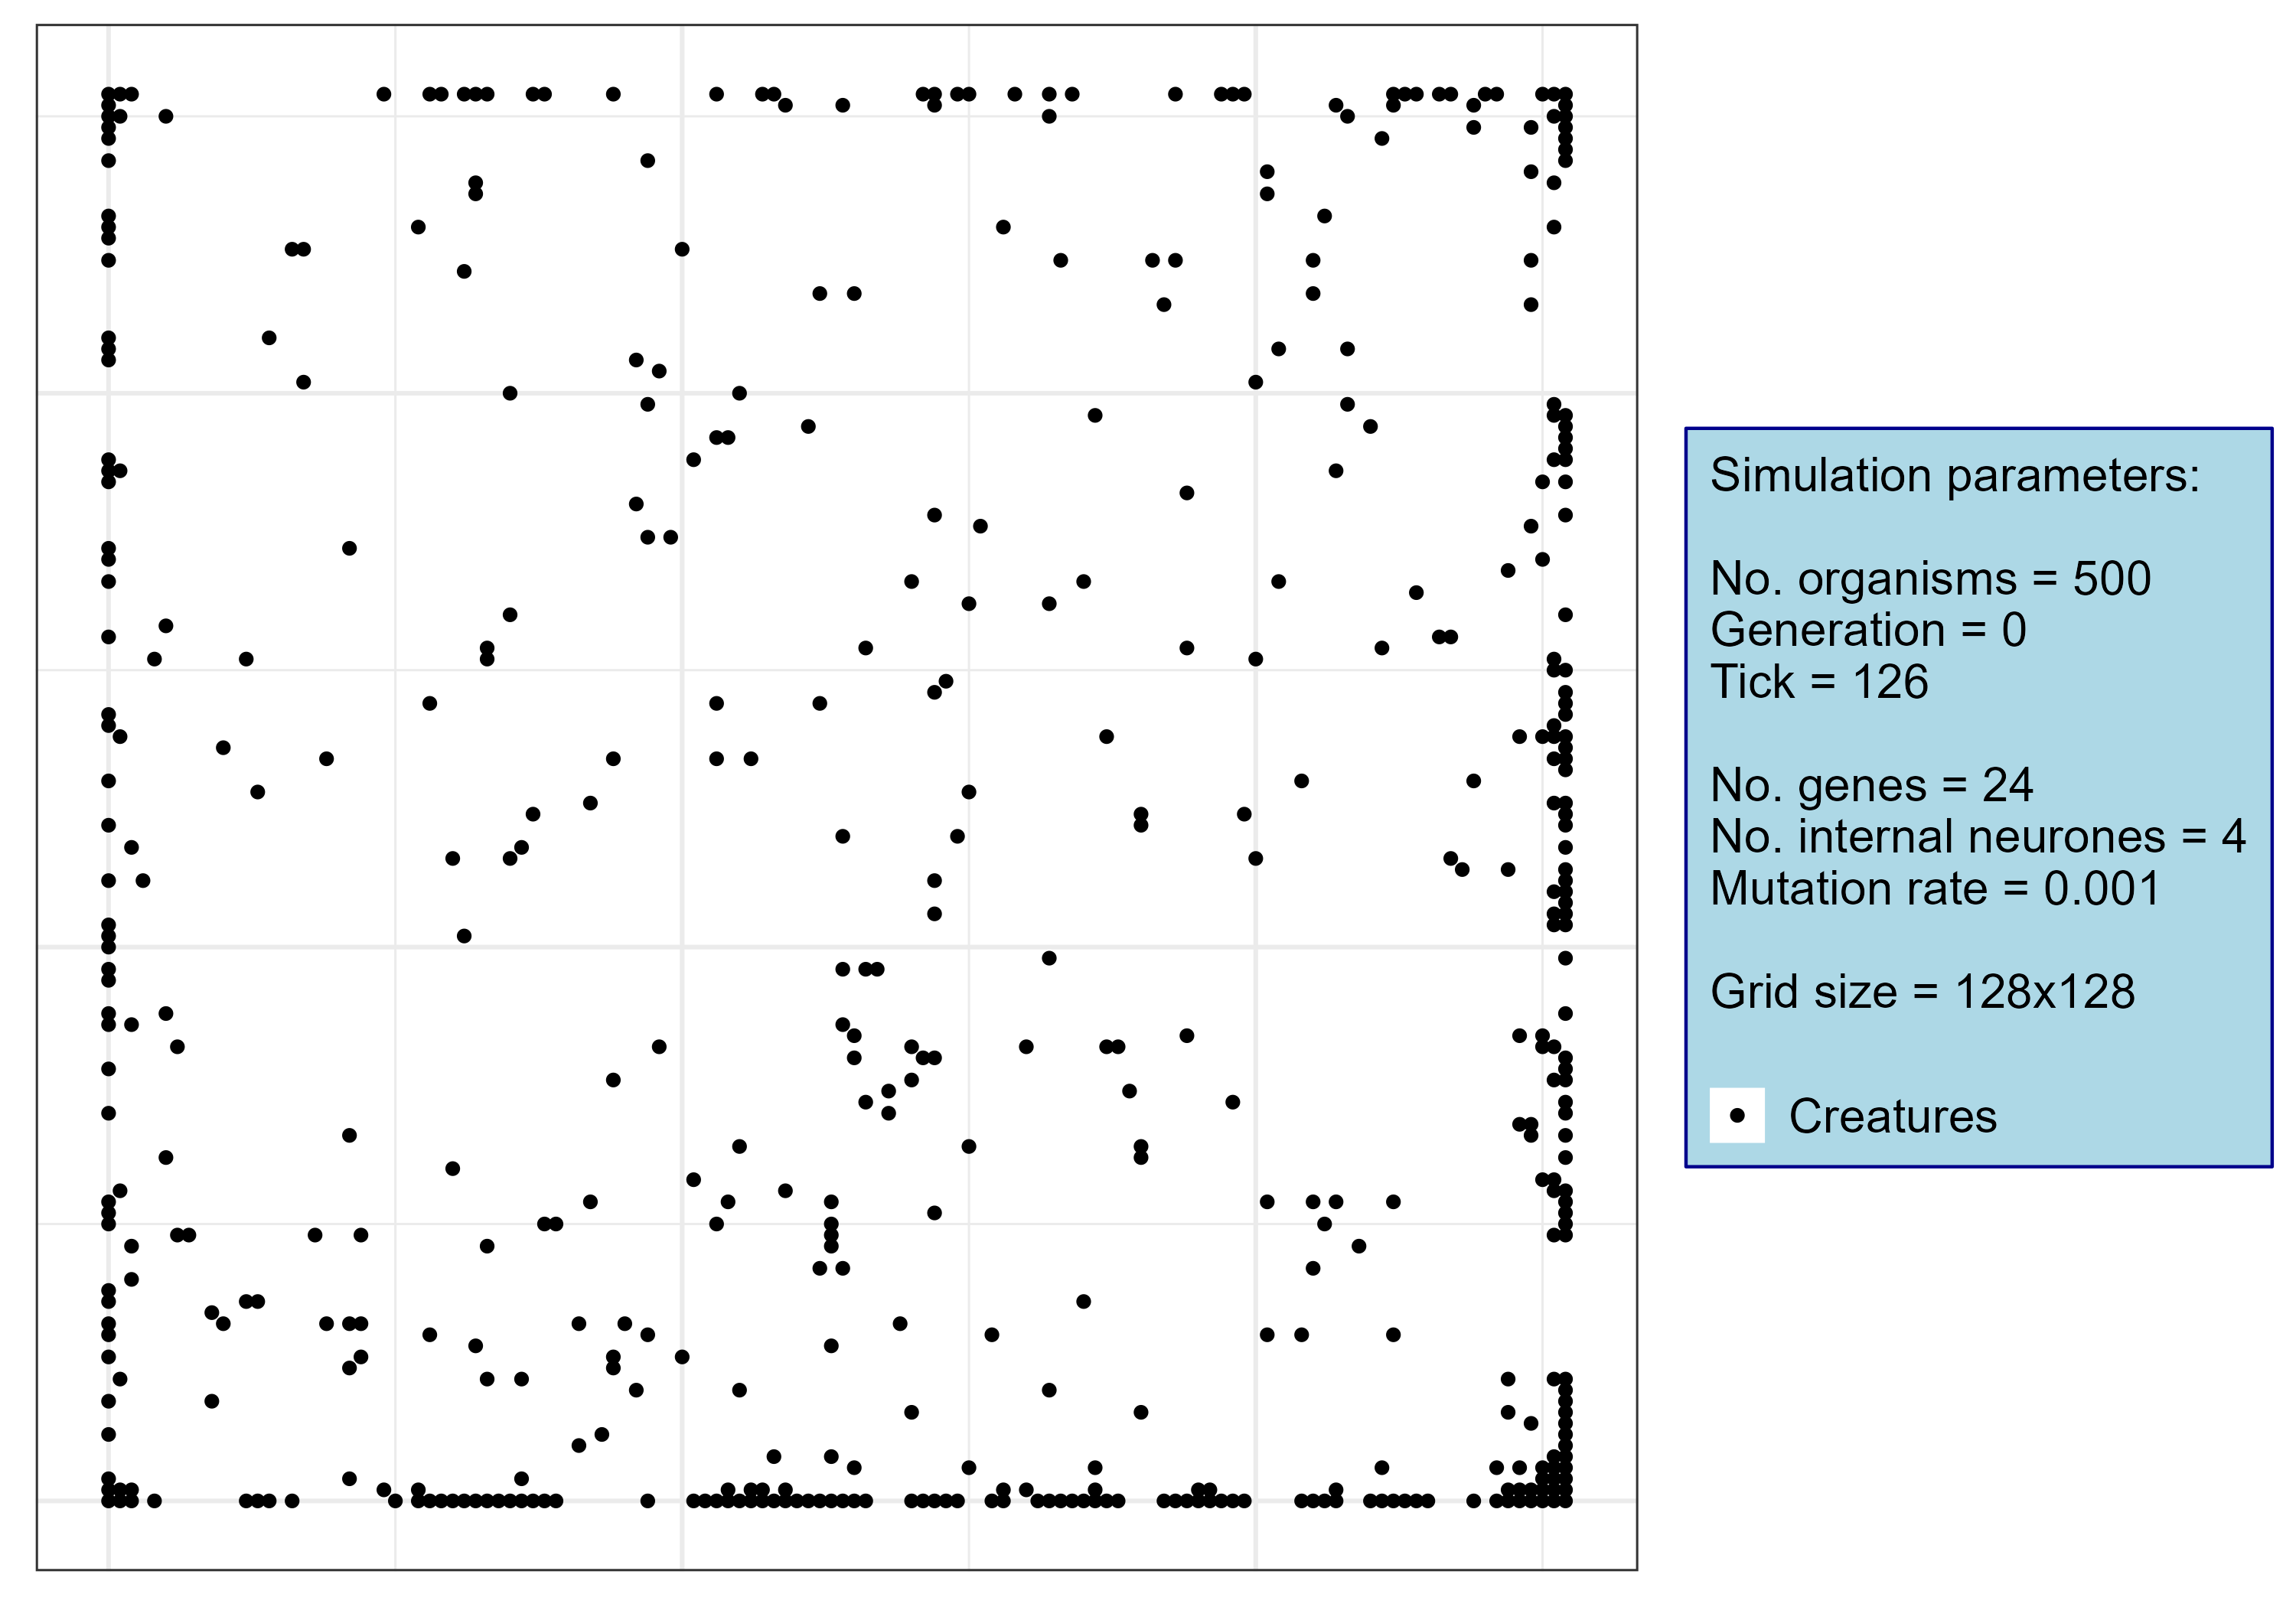 Simulation parameters:
No. organisms = 500
Generation = 0
Tick = 126
No. genes = 24
No. internal neurones = 4
Mutation rate = 0.001
Grid size = 128x128
Creatures